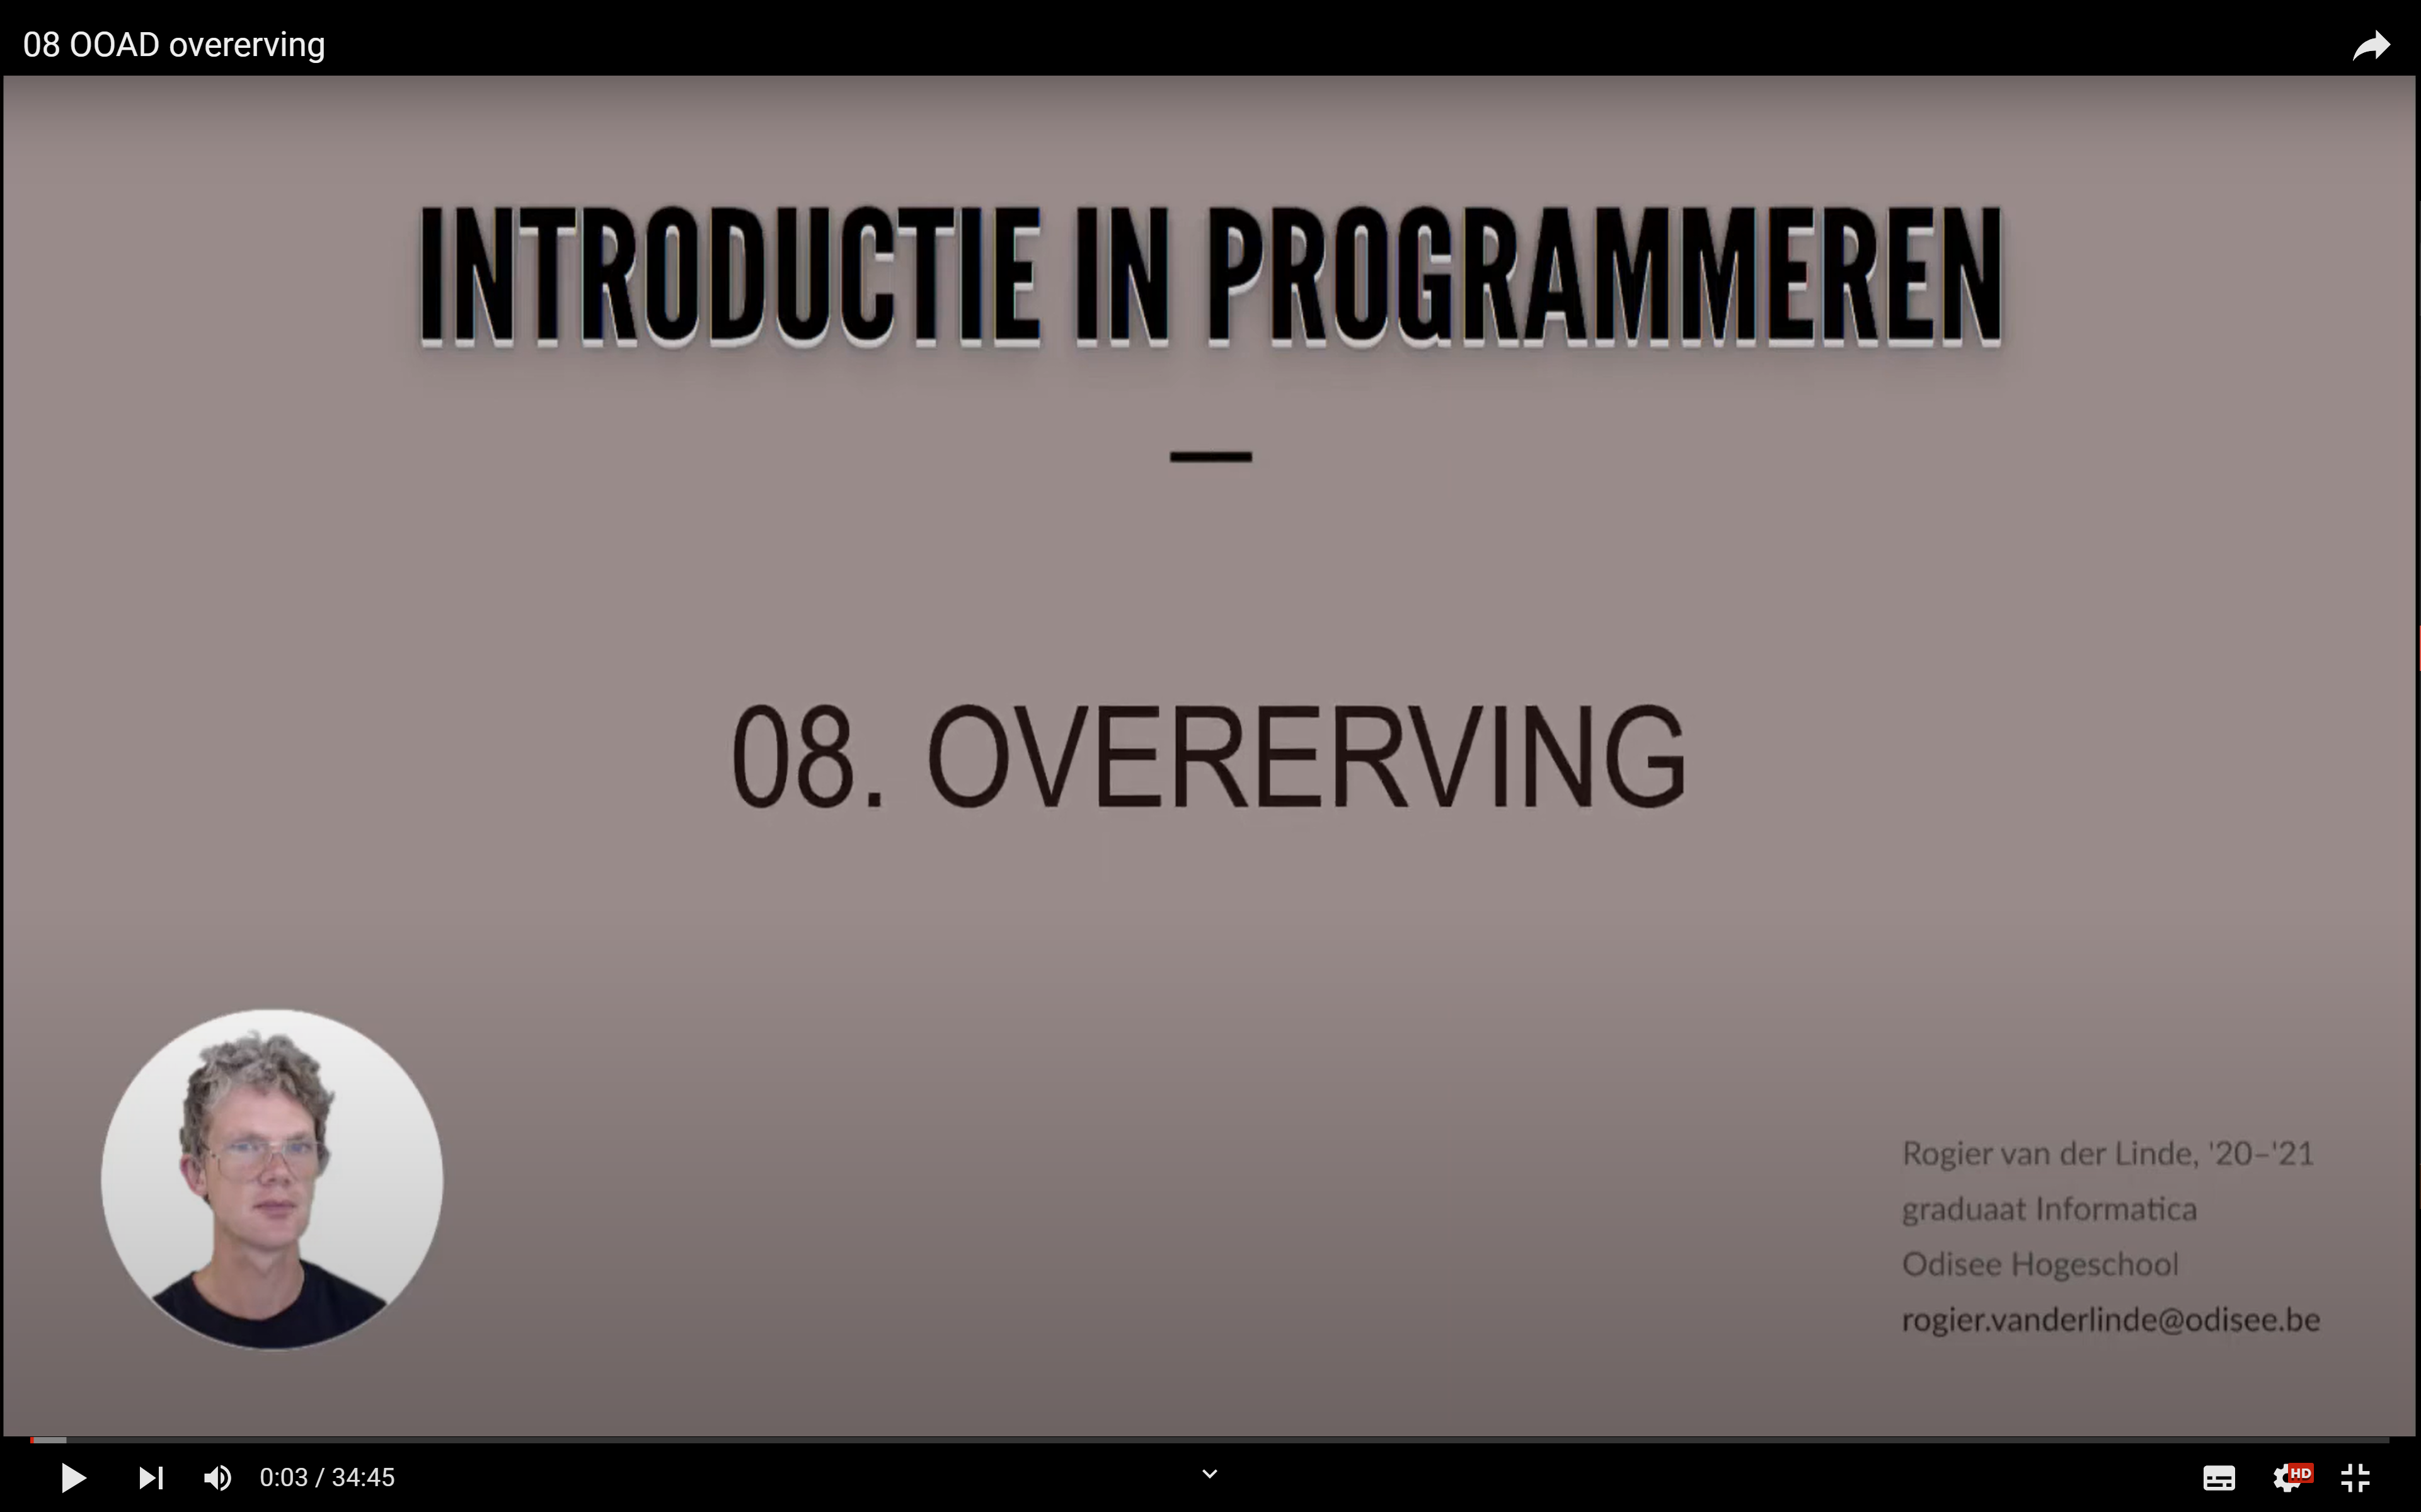 08 OOAD overerving
INTRODUCTIE IN PROGRAMMEREN
08. OVERERVING
Rogier van der Linde, '20–'21
graduaat Informatica
Odisee Hogeschool
rogier.vanderlinde@odisee.be
0:03 / 34:45
HD